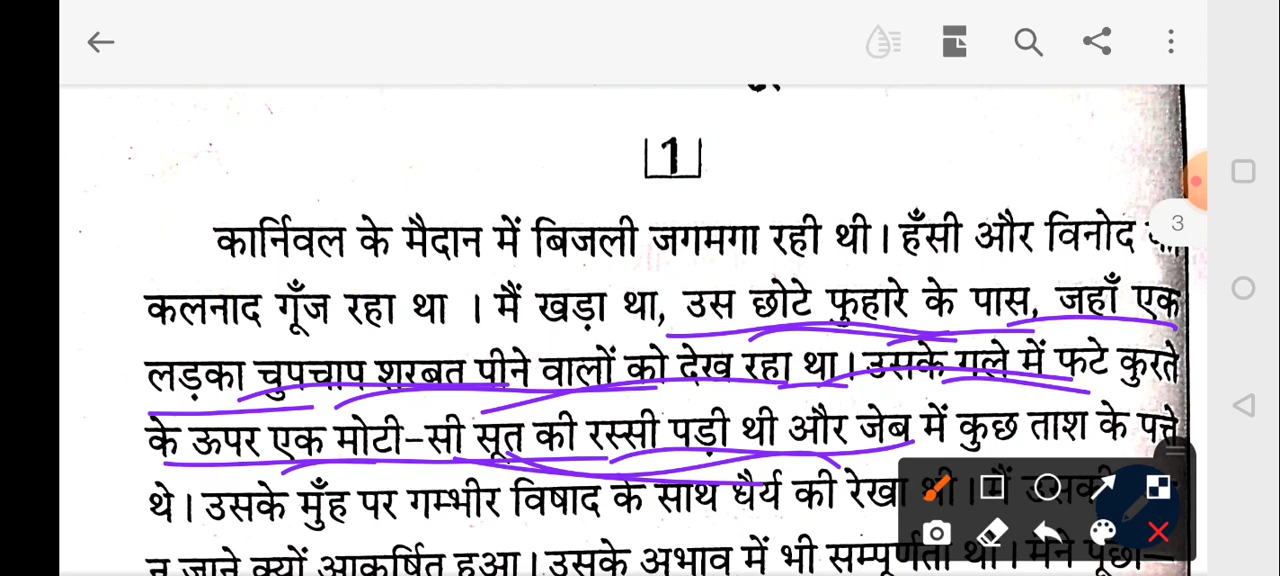 3
1
कार्निवल के मैदान में बिजली जगमगा रही थी। हँसी और विनोद
कलनाद गूँज रहा था । मैं खड़ा था, उस छोटे फुहारे के पास, जहाँ एक
लड़का चुपचाप शरबत पीने वालों को देख रहा था। उसके गले में फटे कुरते
के ऊपर एक मोटी-सी सूत की रस्सी पड़ी थी और जेब में कुछ ताश के पत्ते
थे। उसके मुँह पर गम्भीर विषाद के साथ धैर्य की रेखा थी। मैं
न जाने क्यों आकर्षित हुआ। उसके अभाव में भी सम्पूर्णता थी। मैंने पूछा—